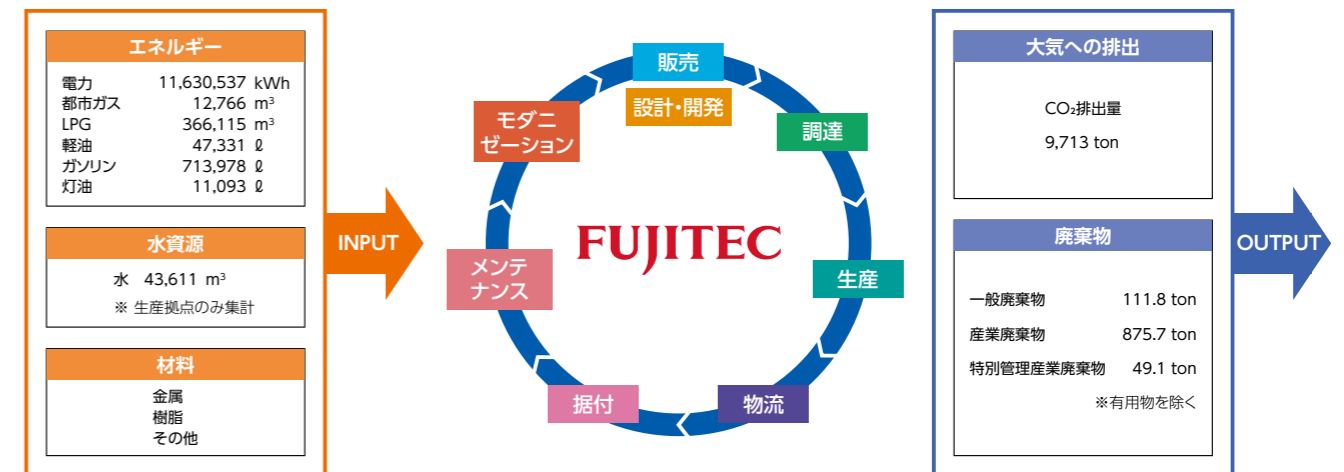 エネルギー
電力 11,630,537 kWh
都市ガス 12,766 m³
LPG 366,115 m³
軽油 47,331 ℓ
ガソリン 713,978 ℓ
灯油 11,093 ℓ
水資源
水 43,611 m³
※ 生産拠点のみ集計
材料
金属
樹脂
その他
INPUT
販売
設計・開発
調達
生産
物流
据付
メンテ
ナンス
モダニ
ゼーション
FUJITEC
大気への排出
CO₂排出量
9,713 ton
廃棄物
一般廃棄物 111.8 ton
産業廃棄物 875.7 ton
特別管理産業廃棄物 49.1 ton
※有用物を除く
OUTPUT